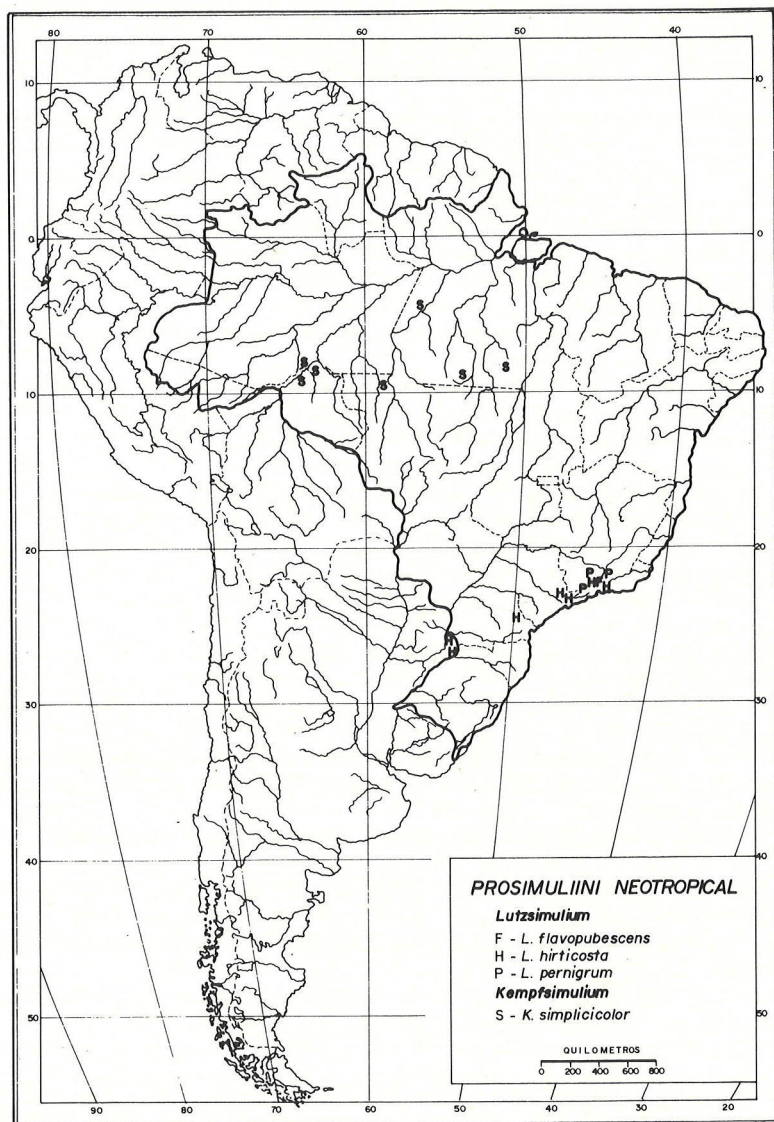 80 70 60 50 40
10 10
0 0
S
S S S S
S S
10 10
20 20
P P
H P H
H H
H
H
H
30 30
40 40
PROSIMULIINI NEOTROPICAL
Lutzsimulium
F - L. flavopubescens
H - L. hirticosta
P - L. pernigrum
Kempfsimulium
S - K. simplicicolor
50 50
QUILOMETROS
0 200 400 600 800
90 80 70 60 50 40 30 20